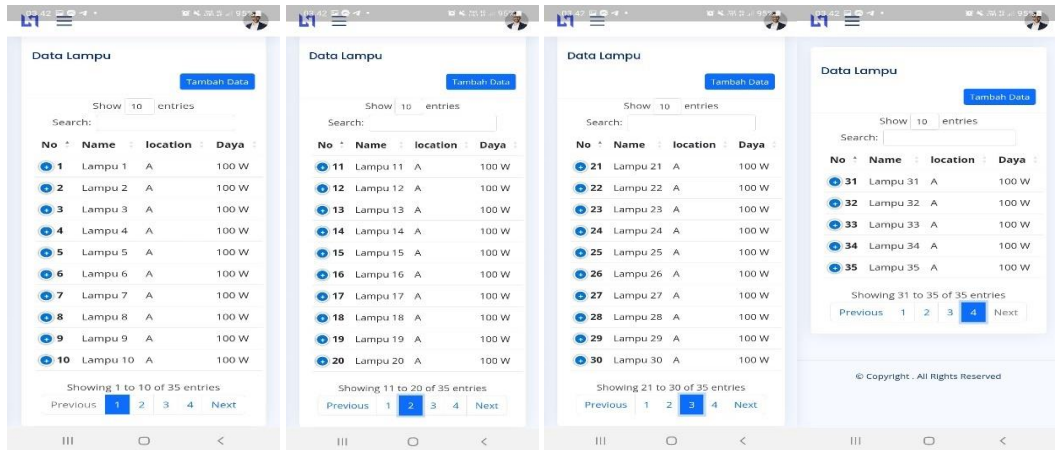 03:42
95%
Data Lampu
Tambah Data
Show 10 entries
Search:
No Name location Daya
1 Lampu 1 A 100 W
2 Lampu 2 A 100 W
3 Lampu 3 A 100 W
4 Lampu 4 A 100 W
5 Lampu 5 A 100 W
6 Lampu 6 A 100 W
7 Lampu 7 A 100 W
8 Lampu 8 A 100 W
9 Lampu 9 A 100 W
10 Lampu 10 A 100 W
Showing 1 to 10 of 35 entries
Previous 1 2 3 4 Next
Data Lampu
Tambah Data
Show 10 entries
Search:
No Name location Daya
11 Lampu 11 A 100 W
12 Lampu 12 A 100 W
13 Lampu 13 A 100 W
14 Lampu 14 A 100 W
15 Lampu 15 A 100 W
16 Lampu 16 A 100 W
17 Lampu 17 A 100 W
18 Lampu 18 A 100 W
19 Lampu 19 A 100 W
20 Lampu 20 A 100 W
Showing 11 to 20 of 35 entries
Previous 1 2 3 4 Next
Data Lampu
Tambah Data
Show 10 entries
Search:
No Name location Daya
21 Lampu 21 A 100 W
22 Lampu 22 A 100 W
23 Lampu 23 A 100 W
24 Lampu 24 A 100 W
25 Lampu 25 A 100 W
26 Lampu 26 A 100 W
27 Lampu 27 A 100 W
28 Lampu 28 A 100 W
29 Lampu 29 A 100 W
30 Lampu 30 A 100 W
Showing 21 to 30 of 35 entries
Previous 1 2 3 4 Next
Data Lampu
Tambah Data
Show 10 entries
Search:
No Name location Daya
31 Lampu 31 A 100 W
32 Lampu 32 A 100 W
33 Lampu 33 A 100 W
34 Lampu 34 A 100 W
35 Lampu 35 A 100 W
Showing 31 to 35 of 35 entries
Previous 1 2 3 4 Next
© Copyright . All Rights Reserved